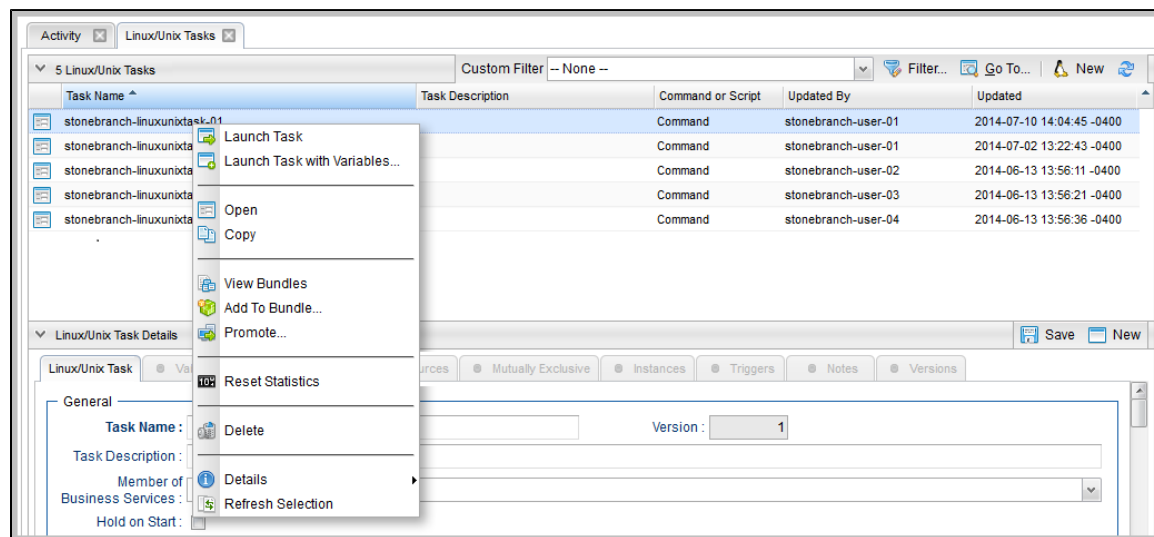 Activity Linux/Unix Tasks
5 Linux/Unix Tasks Custom Filter -- None -- Filter... Go To... New
Task Name Task Description Command or Script Updated By Updated
stonebranch-linuxunixtask-01 Command stonebranch-user-01 2014-07-10 14:04:45 -0400
stonebranch-linuxunixta Command stonebranch-user-01 2014-07-02 13:22:43 -0400
stonebranch-linuxunixta Command stonebranch-user-02 2014-06-13 13:56:11 -0400
stonebranch-linuxunixta Command stonebranch-user-03 2014-06-13 13:56:21 -0400
stonebranch-linuxunixta Command stonebranch-user-04 2014-06-13 13:56:36 -0400
Launch Task
Launch Task with Variables...
Open
Copy
View Bundles
Add To Bundle...
Promote...
Reset Statistics
Delete
Details
Refresh Selection
Linux/Unix Task Details Save New
Linux/Unix Task Va urces Mutually Exclusive Instances Triggers Notes Versions
General
Task Name : Version : 1
Task Description :
Member of
Business Services :
Hold on Start :